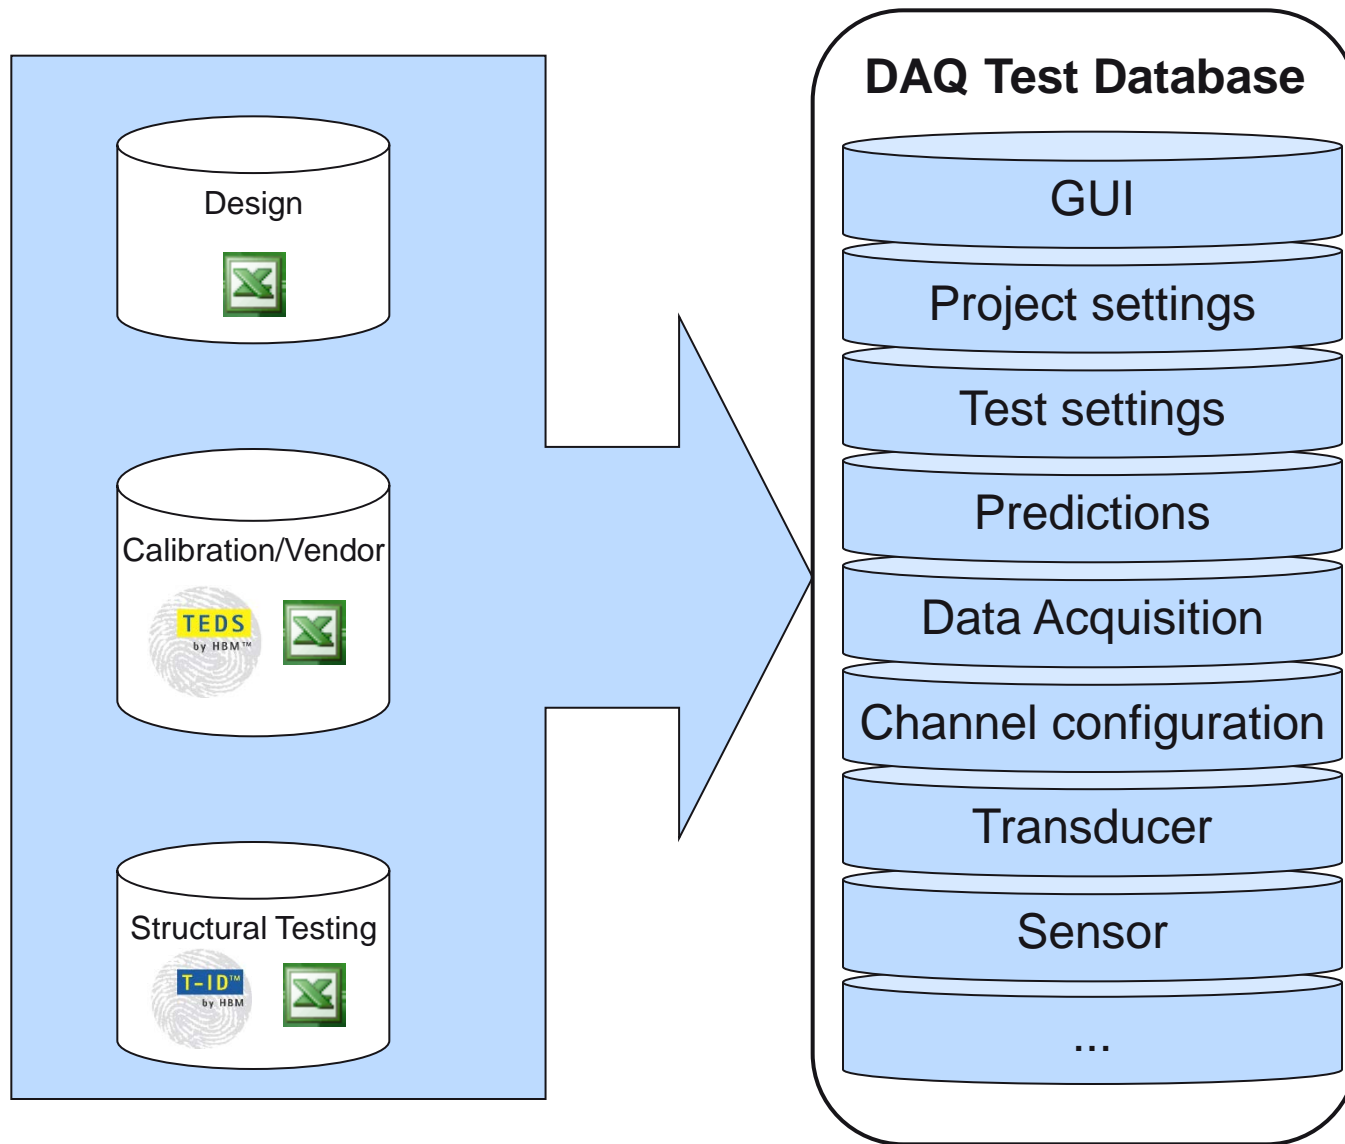 Design
Calibration/Vendor
TEDS
by HBM™
Structural Testing
T-ID™
by HBM
DAQ Test Database
GUI
Project settings
Test settings
Predictions
Data Acquisition
Channel configuration
Transducer
Sensor
...